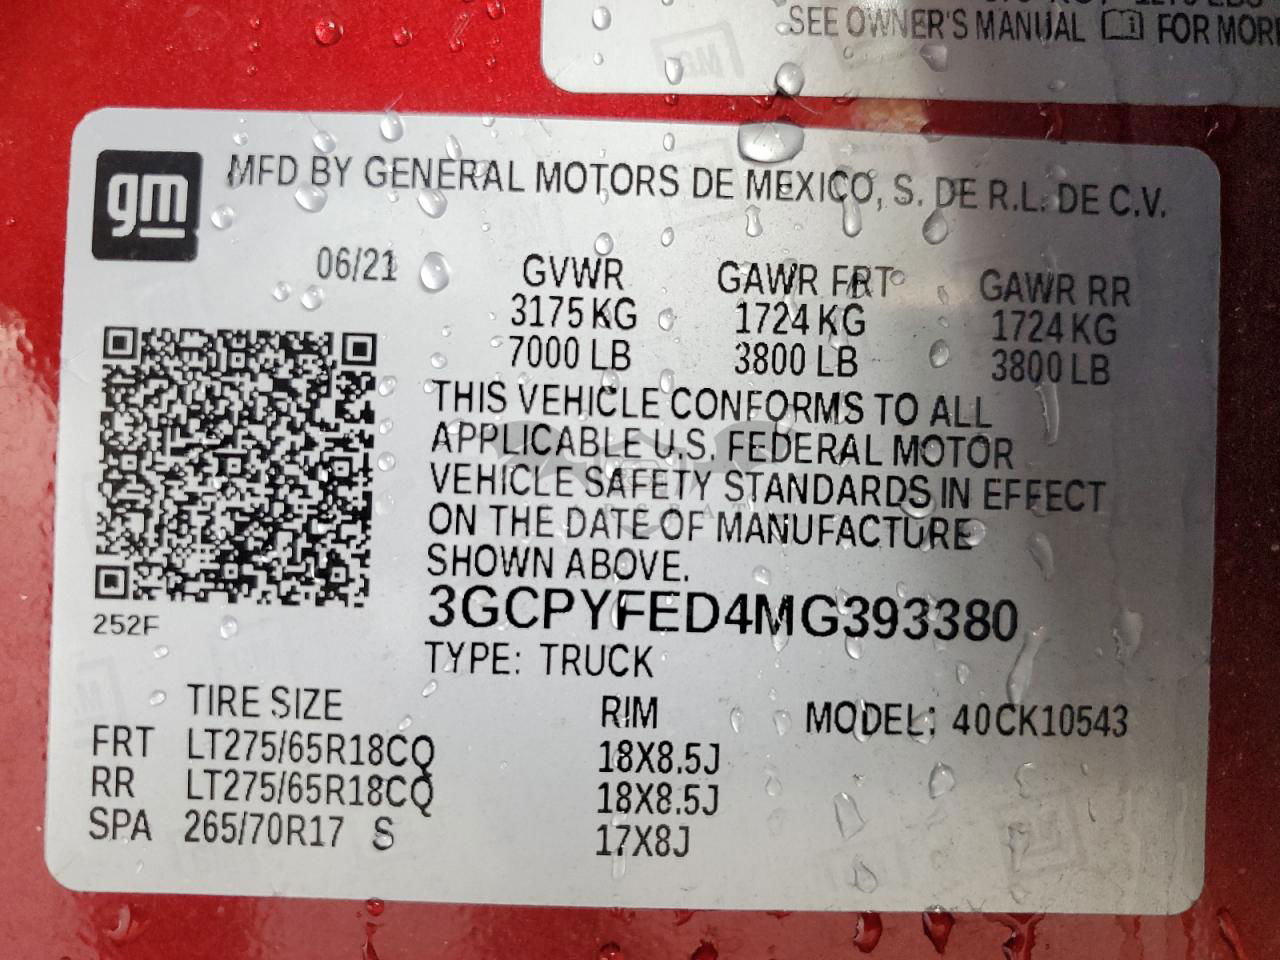 SEE OWNER'S MANUAL FOR MOR
gm
MFD BY GENERAL MOTORS DE MEXICO, S. DE R.L. DE C.V.
06/21 GVWR GAWR FRT GAWR RR
3175 KG 1724 KG 1724 KG
7000 LB 3800 LB 3800 LB
THIS VEHICLE CONFORMS TO ALL
APPLICABLE U.S. FEDERAL MOTOR
VEHICLE SAFETY STANDARDS IN EFFECT
ON THE DATE OF MANUFACTURE
SHOWN ABOVE.
252F
3GCPYFED4MG393380
TYPE: TRUCK
TIRE SIZE RIM MODEL: 40CK10543
FRT LT275/65R18CQ 18X8.5J
RR LT275/65R18CQ 18X8.5J
SPA 265/70R17 S 17X8J